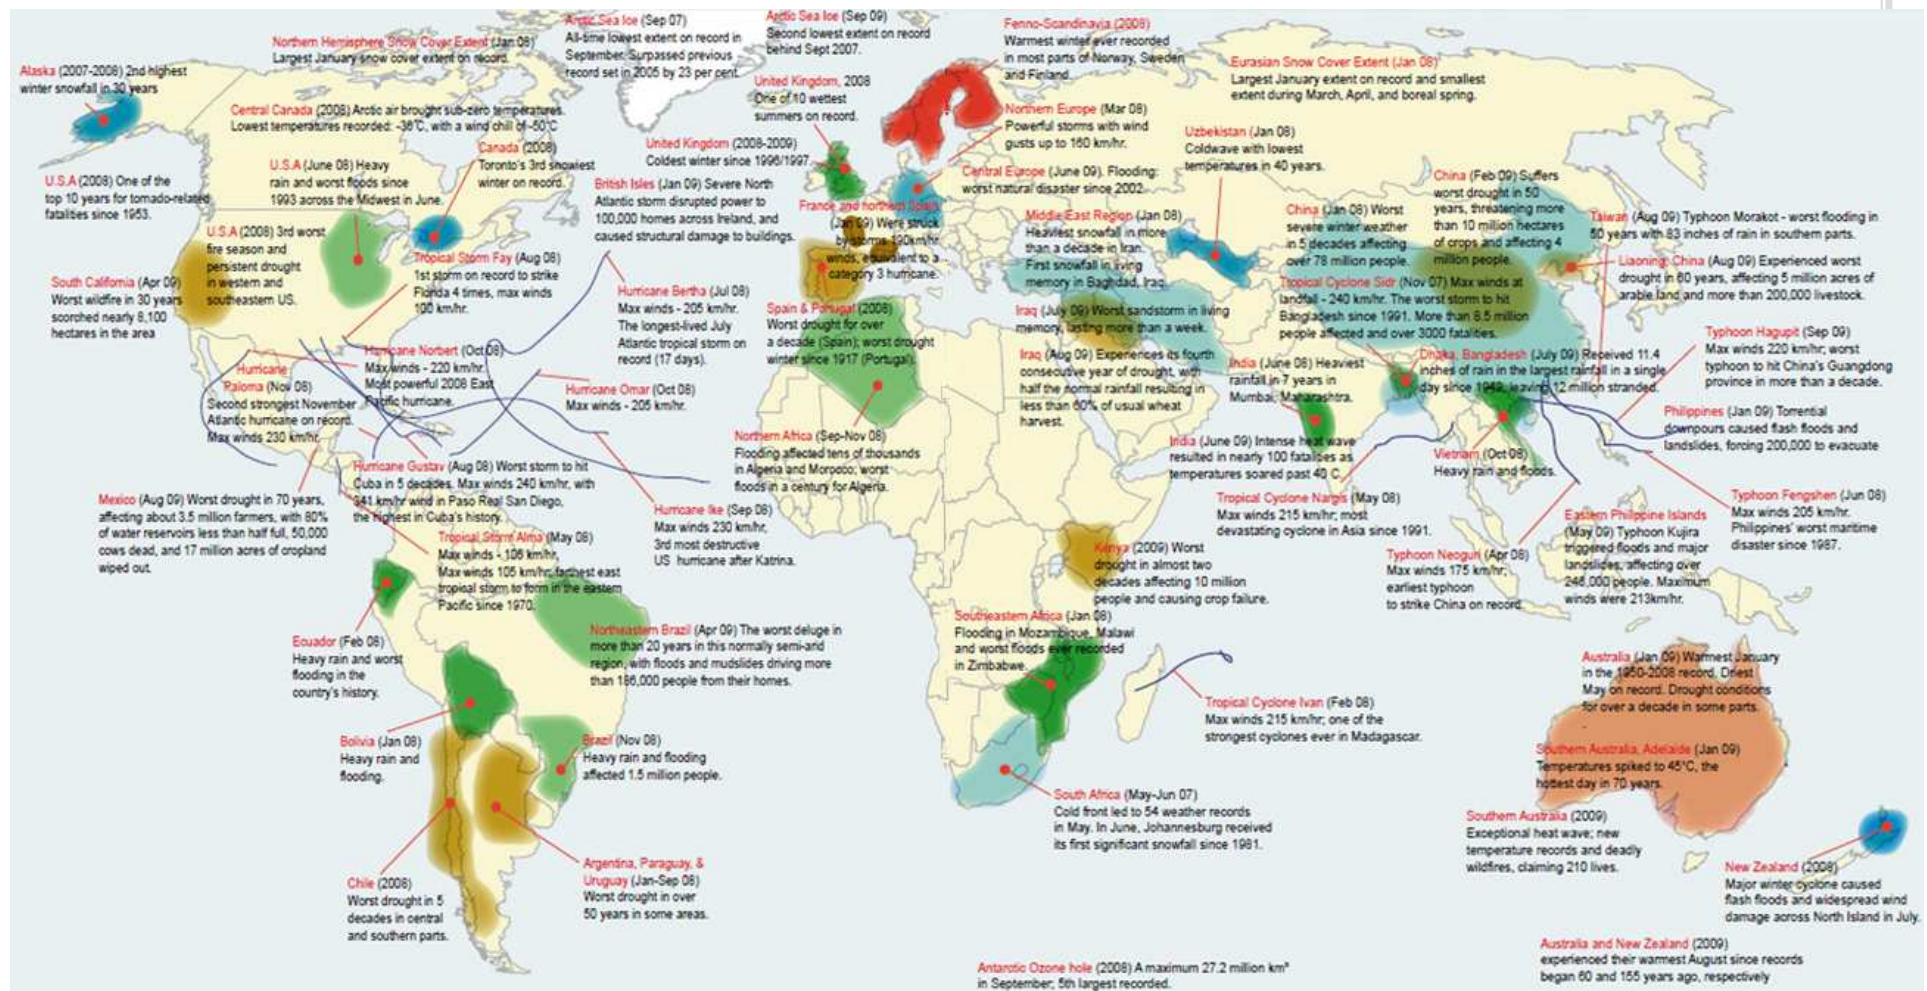 Arctic Sea Ice (Sep 07)
All-time lowest extent on record in
September. Surpassed previous
record set in 2005 by 23 per cent.
Arctic Sea Ice (Sep 09)
Second lowest extent on record
behind Sept 2007.
Fenno-Scandinavia (2008)
Warmest winter ever recorded
in most parts of Norway, Sweden
and Finland.
Northern Hemisphere Snow Cover Extent (Jan 08)
Largest January snow cover extent on record.
Eurasian Snow Cover Extent (Jan 08)
Largest January extent on record and smallest
extent during March, April, and boreal spring.
Alaska (2007-2008) 2nd highest
winter snowfall in 30 years
United Kingdom, 2008
One of 10 wettest
summers on record.
Central Canada (2008) Arctic air brought sub-zero temperatures.
Lowest temperatures recorded: -36°C, with a wind chill of -50°C
Northern Europe (Mar 08)
Powerful storms with wind
gusts up to 160 km/hr.
Uzbekistan (Jan 08)
Coldwave with lowest
temperatures in 40 years.
Canada (2008)
Toronto's 3rd snowiest
winter on record.
United Kingdom (2008-2009)
Coldest winter since 1996/1997.
U.S.A (June 08) Heavy
rain and worst floods since
1993 across the Midwest in June.
Central Europe (June 09). Flooding:
worst natural disaster since 2002.
U.S.A (2008) One of the
top 10 years for tornado-related
fatalities since 1953.
British Isles (Jan 09) Severe North
Atlantic storm disrupted power to
100,000 homes across Ireland, and
caused structural damage to buildings.
China (Feb 09) Suffers
worst drought in 50
years, threatening more
than 10 million hectares
of crops and affecting 4
million people.
France and northern Spain
(Jan 09) Were struck
by storms 190km/hr
winds, equivalent to a
category 3 hurricane.
Middle East Region (Jan 08)
Heaviest snowfall in more
than a decade in Iran.
First snowfall in living
memory in Baghdad, Iraq.
China (Jan 08) Worst
severe winter weather
in 5 decades affecting
over 78 million people.
Taiwan (Aug 09) Typhoon Morakot - worst flooding in
50 years with 83 inches of rain in southern parts.
U.S.A (2008) 3rd worst
fire season and
persistent drought
in western and
southeastern US.
Tropical Storm Fay (Aug 08)
1st storm on record to strike
Florida 4 times, max winds
100 km/hr.
Liaoning, China (Aug 09) Experienced worst
drought in 60 years, affecting 5 million acres of
arable land and more than 200,000 livestock.
South California (Apr 09)
Worst wildfire in 30 years
scorched nearly 8,100
hectares in the area
Hurricane Bertha (Jul 08)
Max winds - 205 km/hr.
The longest-lived July
Atlantic tropical storm on
record (17 days).
Tropical Cyclone Sidr (Nov 07) Max winds at
landfall - 240 km/hr. The worst storm to hit
Bangladesh since 1991. More than 8.5 million
people affected and over 3000 fatalities.
Spain & Portugal (2008)
Worst drought for over
a decade (Spain); worst drought
winter since 1917 (Portugal).
Iraq (July 09) Worst sandstorm in living
memory, lasting more than a week.
Typhoon Hagupit (Sep 09)
Max winds 220 km/hr; worst
typhoon to hit China's Guangdong
province in more than a decade.
Hurricane Norbert (Oct 08)
Max winds - 220 km/hr.
Most powerful 2008 East
Pacific hurricane.
Iraq (Aug 09) Experiences its fourth
consecutive year of drought, with
half the normal rainfall resulting in
less than 60% of usual wheat
harvest.
India (June 08) Heaviest
rainfall in 7 years in
Mumbai, Maharashtra.
Dhaka, Bangladesh (July 09) Received 11.4
inches of rain in the largest rainfall in a single
day since 1949, leaving 12 million stranded.
Hurricane
Paloma (Nov 08)
Second strongest November
Atlantic hurricane on record.
Max winds 230 km/hr.
Hurricane Omar (Oct 08)
Max winds - 205 km/hr.
Philippines (Jan 09) Torrential
downpours caused flash floods and
landslides, forcing 200,000 to evacuate
Northern Africa (Sep-Nov 08)
Flooding affected tens of thousands
in Algeria and Morocco; worst
floods in a century for Algeria.
India (June 09) Intense heat wave
resulted in nearly 100 fatalities as
temperatures soared past 40 C.
Vietnam (Oct 08)
Heavy rain and floods.
Hurricane Gustav (Aug 08) Worst storm to hit
Cuba in 5 decades. Max winds 240 km/hr, with
341 km/hr wind in Paso Real San Diego,
the highest in Cuba's history.
Mexico (Aug 09) Worst drought in 70 years,
affecting about 3.5 million farmers, with 80%
of water reservoirs less than half full, 50,000
cows dead, and 17 million acres of cropland
wiped out.
Hurricane Ike (Sep 08)
Max winds 230 km/hr,
3rd most destructive
US hurricane after Katrina.
Tropical Cyclone Nargis (May 08)
Max winds 215 km/hr; most
devastating cyclone in Asia since 1991.
Typhoon Fengshen (Jun 08)
Max winds 205 km/hr.
Philippines' worst maritime
disaster since 1987.
Eastern Philippine Islands
(May 09) Typhoon Kujira
triggered floods and major
landslides, affecting over
246,000 people. Maximum
winds were 213km/hr.
Tropical Storm Alma (May 08)
Max winds - 106 km/hr,
Max winds 105 km/hr; farthest east
tropical storm to form in the eastern
Pacific since 1970.
Kenya (2009) Worst
drought in almost two
decades affecting 10 million
people and causing crop failure.
Typhoon Neoguri (Apr 08)
Max winds 175 km/hr;
earliest typhoon
to strike China on record.
Southeastern Africa (Jan 08)
Flooding in Mozambique, Malawi
and worst floods ever recorded
in Zimbabwe.
Ecuador (Feb 08)
Heavy rain and worst
flooding in the
country's history.
Northeastern Brazil (Apr 09) The worst deluge in
more than 20 years in this normally semi-arid
region, with floods and mudslides driving more
than 186,000 people from their homes.
Australia (Jan 09) Warmest January
in the 1950-2008 record. Driest
May on record. Drought conditions
for over a decade in some parts.
Tropical Cyclone Ivan (Feb 08)
Max winds 215 km/hr; one of the
strongest cyclones ever in Madagascar.
Bolivia (Jan 08)
Heavy rain and
flooding.
Brazil (Nov 08)
Heavy rain and flooding
affected 1.5 million people.
Southern Australia, Adelaide (Jan 09)
Temperatures spiked to 45°C, the
hottest day in 70 years.
South Africa (May-Jun 07)
Cold front led to 54 weather records
in May. In June, Johannesburg received
its first significant snowfall since 1981.
Southern Australia (2009)
Exceptional heat wave; new
temperature records and deadly
wildfires, claiming 210 lives.
Argentina, Paraguay, &
Uruguay (Jan-Sep 08)
Worst drought in over
50 years in some areas.
New Zealand (2008)
Major winter cyclone caused
flash floods and widespread wind
damage across North Island in July.
Chile (2008)
Worst drought in 5
decades in central
and southern parts.
Australia and New Zealand (2009)
experienced their warmest August since records
began 60 and 155 years ago, respectively
Antarctic Ozone hole (2008) A maximum 27.2 million km²
in September; 5th largest recorded.